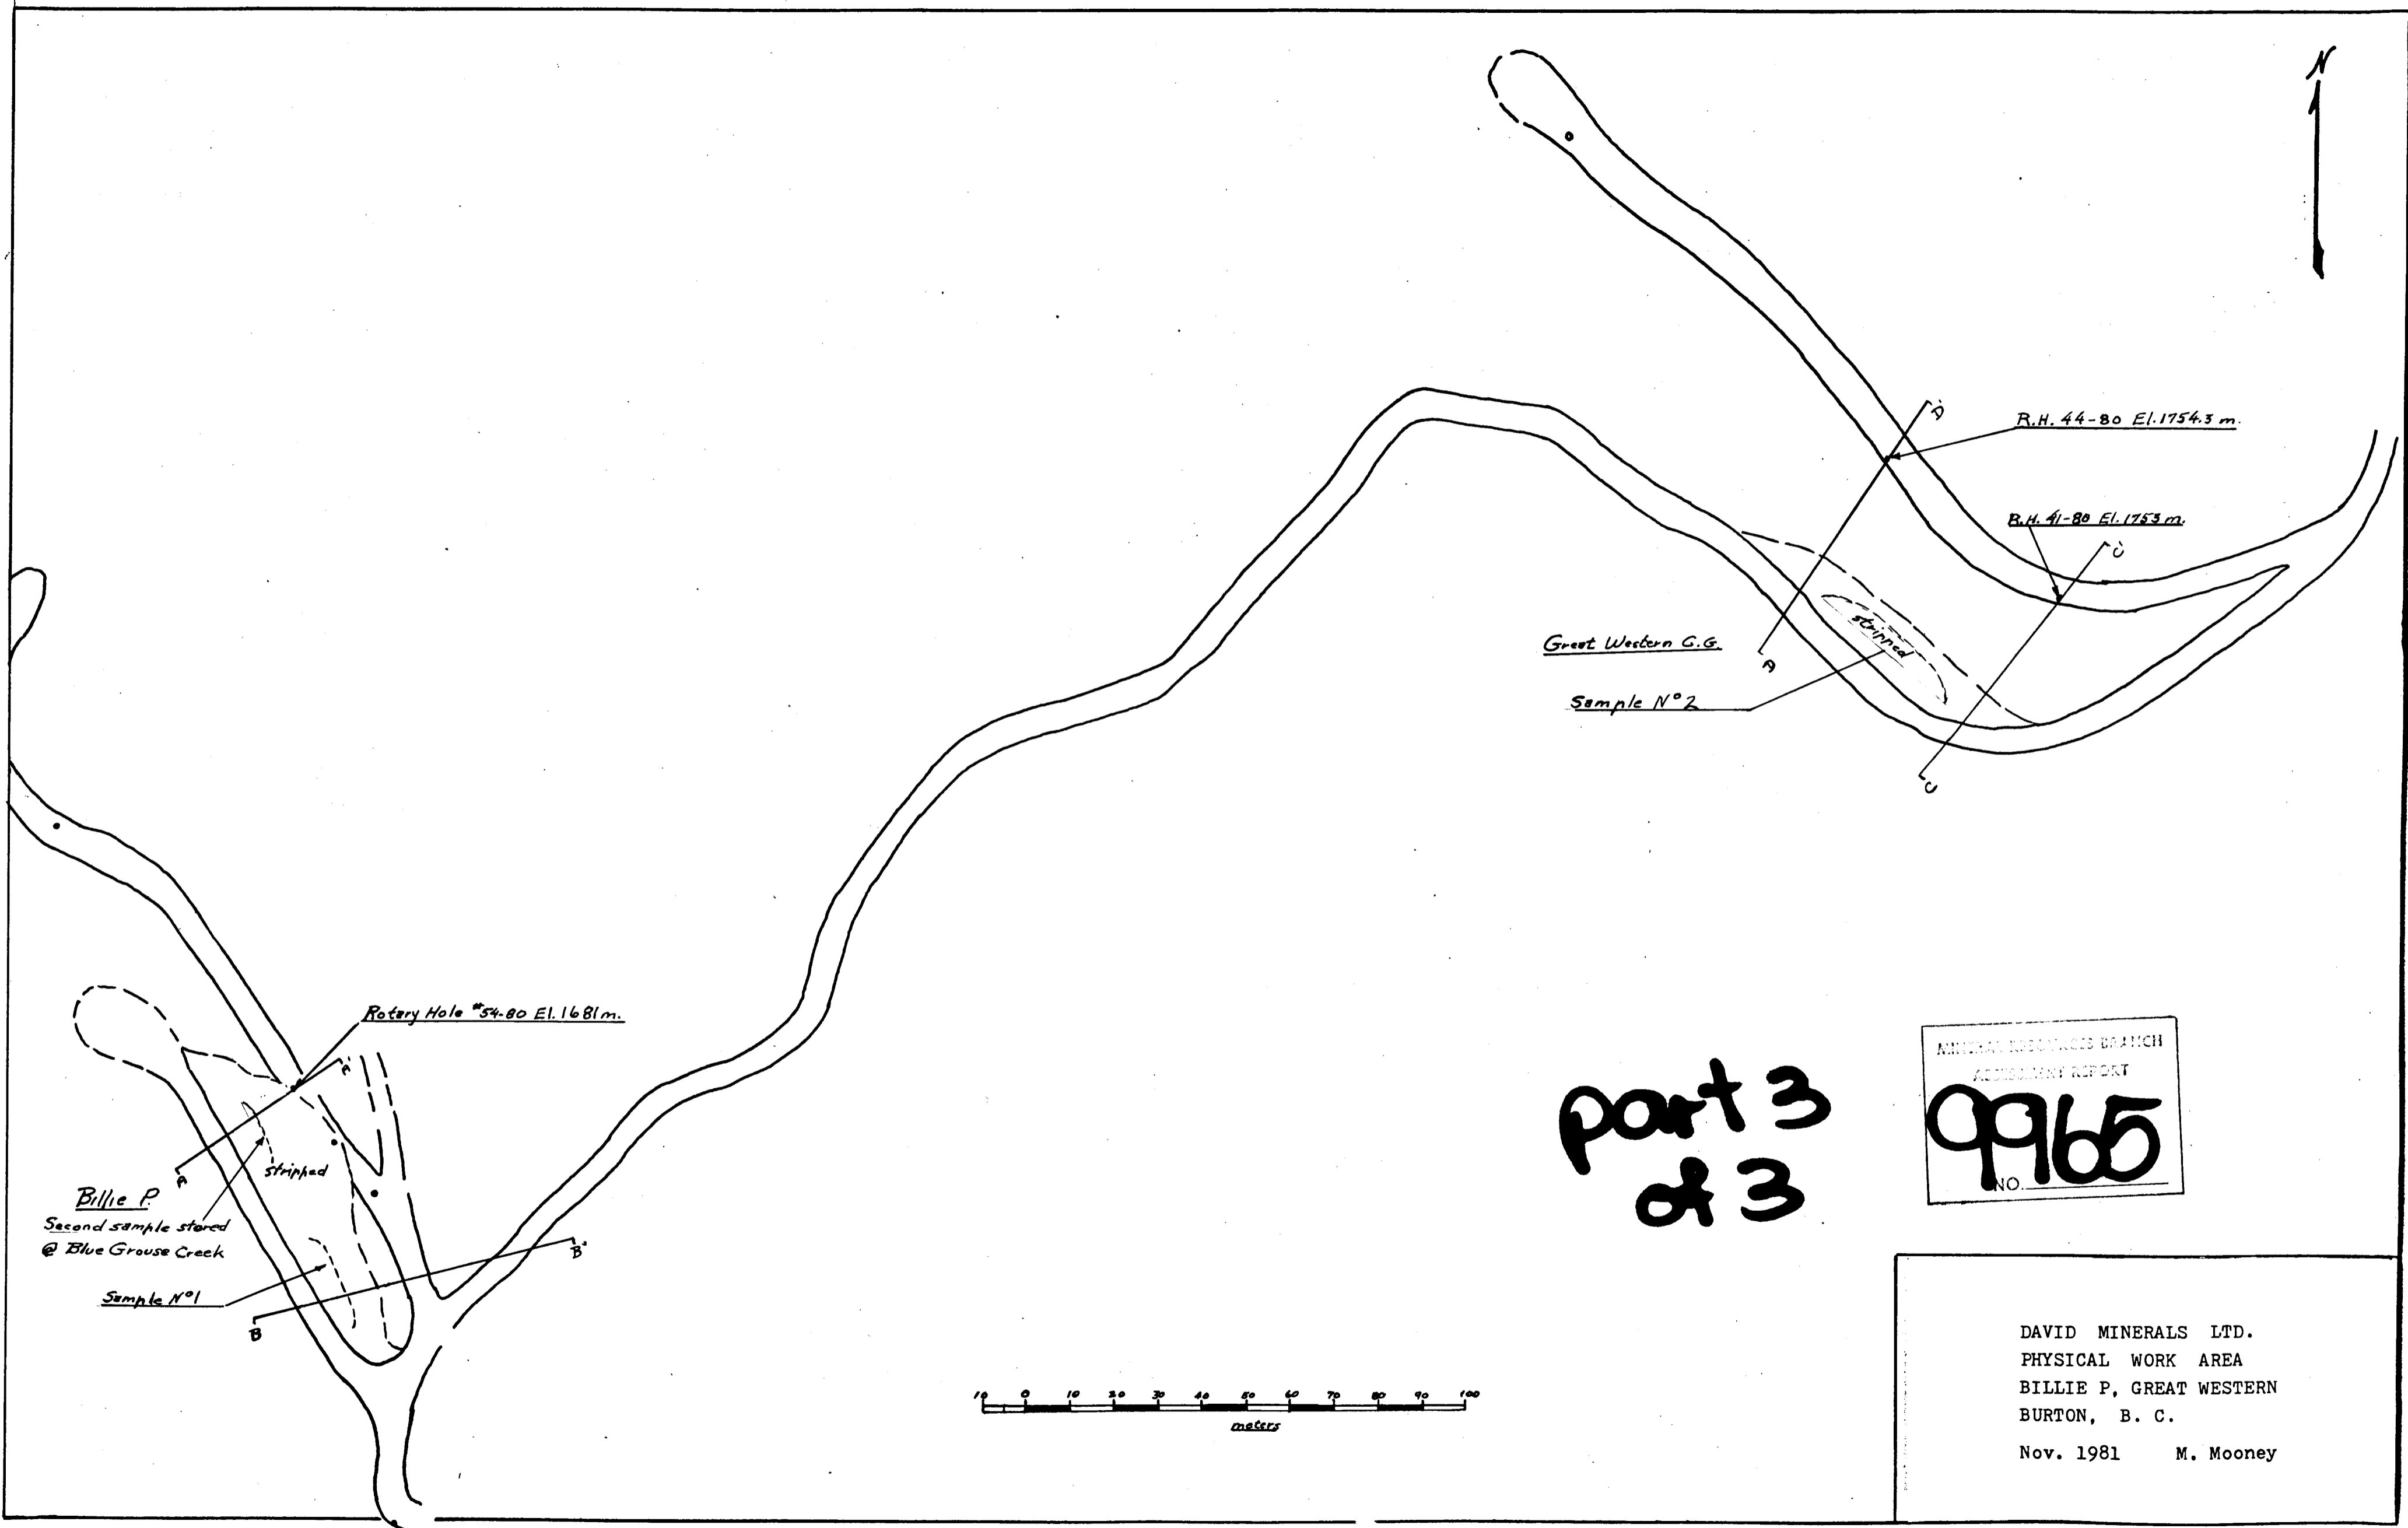 N
A'
R.H. 44-80 El. 1754.3 m.
R.H. 41-80 El. 1753 m.
C'
stripped
Great Western C.G.
A
Sample Nº 2
C
Rotary Hole #54-80 El. 1681 m.
A'
A
stripped
Billie P.
Second sample stored
@ Blue Grouse Creek
B'
Sample Nº 1
B
part 3
of 3
MINERAL RESOURCES BRANCH
ASSESSMENT REPORT
9965
NO.
10 0 10 20 30 40 50 60 70 80 90 100
meters
DAVID MINERALS LTD.
PHYSICAL WORK AREA
BILLIE P, GREAT WESTERN
BURTON, B. C.
Nov. 1981 M. Mooney